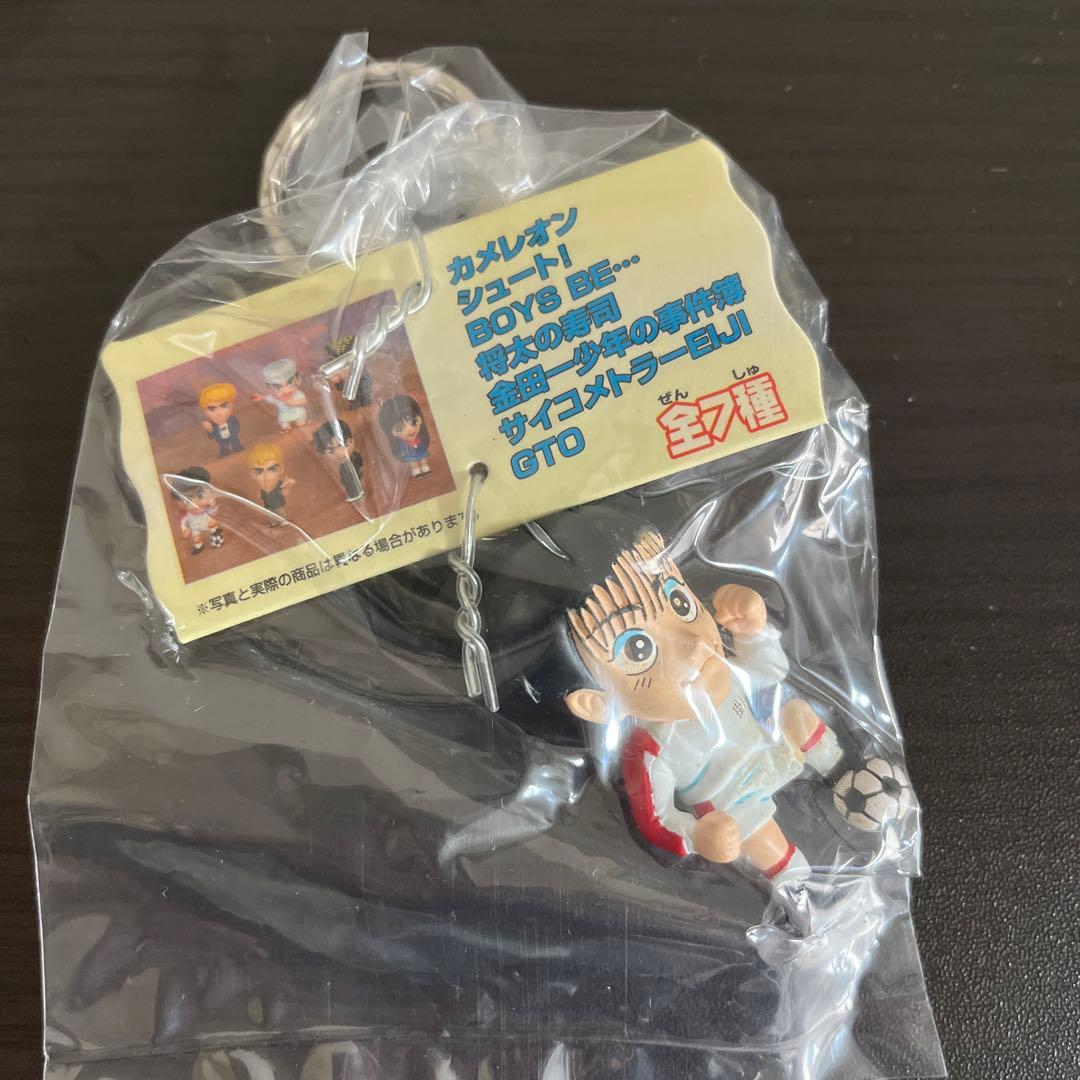 カメレオン
シュート!
BOYS BE…
将太の寿司
金田一少年の事件簿
サイコメトラーEIJI
GTO
ぜん しゅ
全7種
※写真と実際の商品は異なる場合があります。
掛